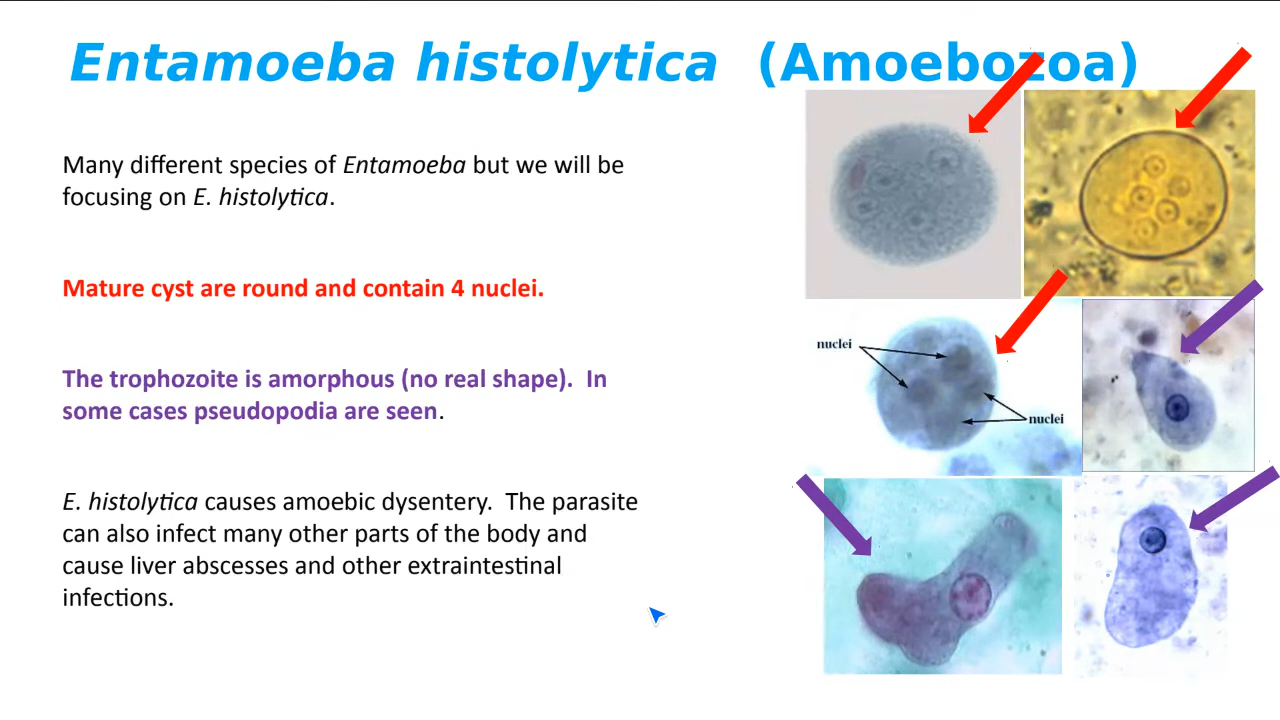 Entamoeba histolytica (Amoebozoa)
Many different species of Entamoeba but we will be
focusing on E. histolytica.
Mature cyst are round and contain 4 nuclei.
The trophozoite is amorphous (no real shape).  In
some cases pseudopodia are seen.
E. histolytica causes amoebic dysentery.  The parasite
can also infect many other parts of the body and
cause liver abscesses and other extraintestinal
infections.
nuclei
nuclei